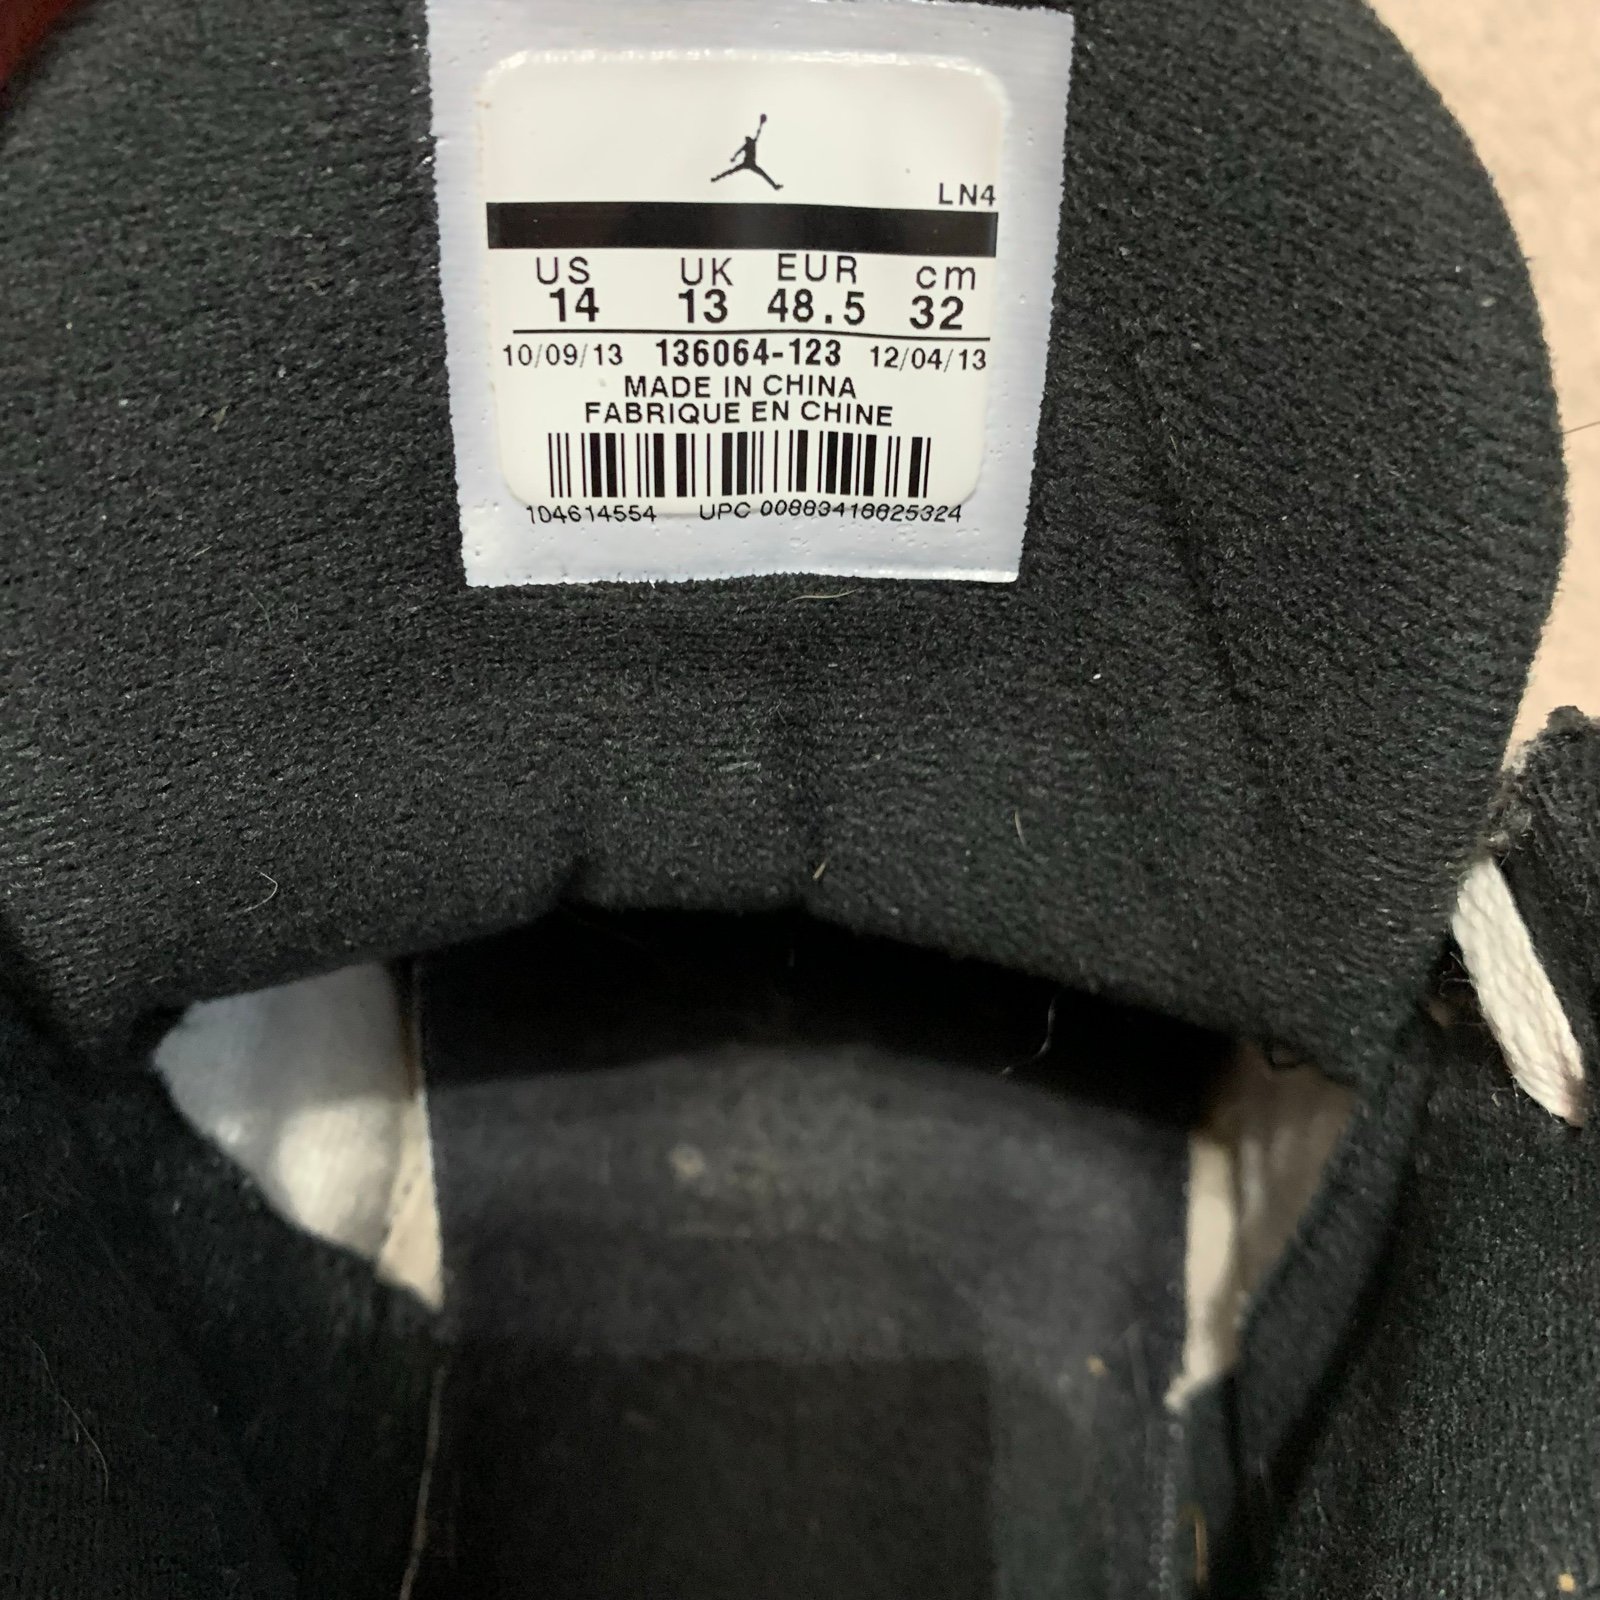 LN4
US UK EUR cm
14 13 48.5 32
10/09/13 136064-123 12/04/13
MADE IN CHINA
FABRIQUE EN CHINE
104614554 UPC 00883418825324